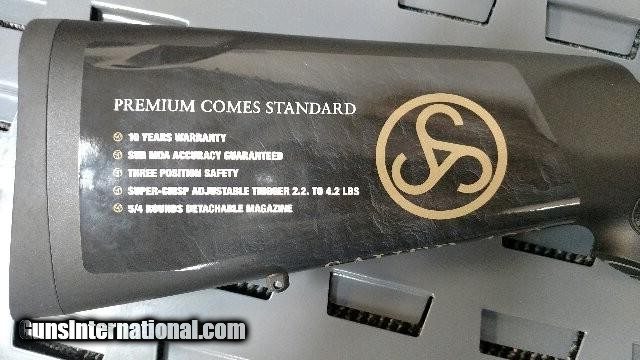 PREMIUM COMES STANDARD
10 YEARS WARRANTY
SUB MOA ACCURACY GUARANTEED
THREE POSITION SAFETY
SUPER-CRISP ADJUSTABLE TRIGGER 2.2. TO 4.2 LBS
5/4 ROUNDS DETACHABLE MAGAZINE
GunsInternational.com